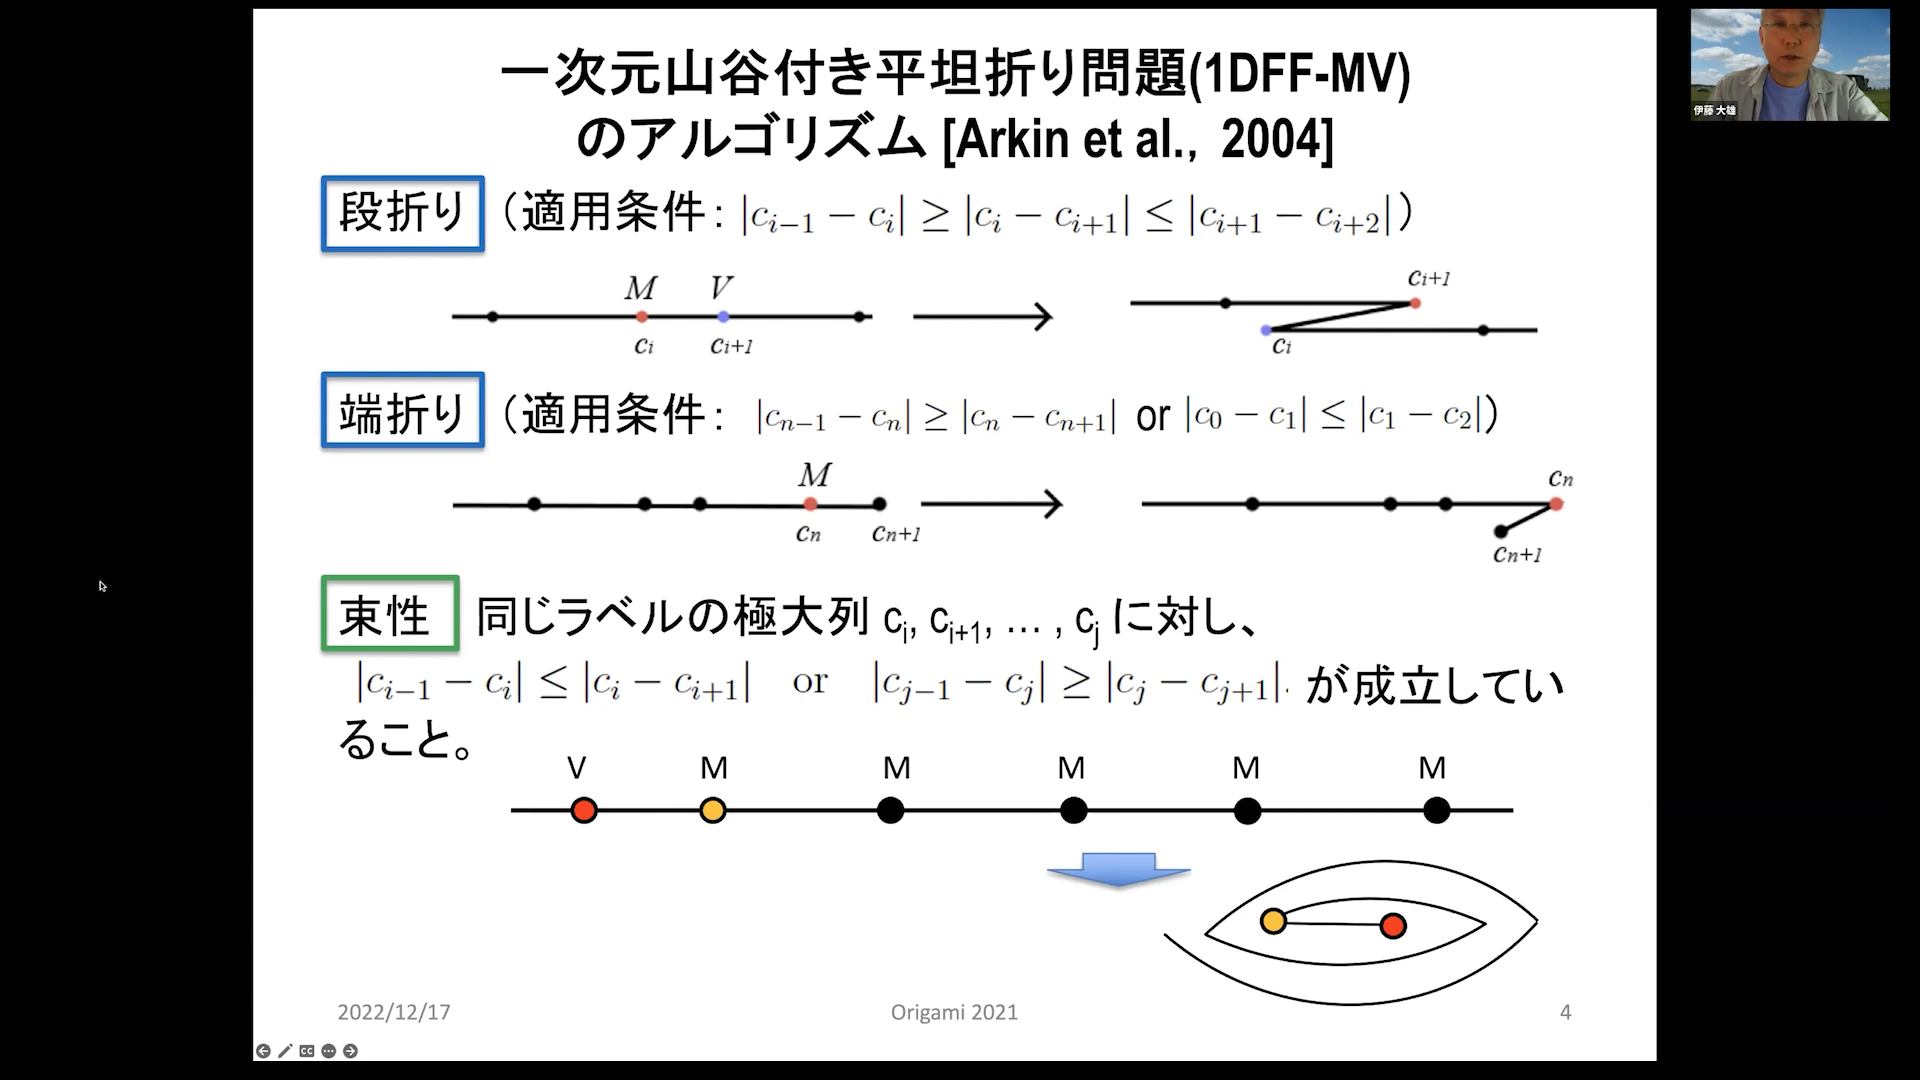 一次元山谷付き平坦折り問題(1DFF-MV)
のアルゴリズム [Arkin et al., 2004]
伊藤 大雄
段折り （適用条件： |c_{i−1} − c_i| ≥ |c_i − c_{i+1}| ≤ |c_{i+1} − c_{i+2}|）
M V
c_i c_{i+1}
c_{i+1}
c_i
端折り （適用条件： |c_{n−1} − c_n| ≥ |c_n − c_{n+1}| or |c_0 − c_1| ≤ |c_1 − c_2|）
M
c_n c_{n+1}
c_n
c_{n+1}
束性 同じラベルの極大列 c_i, c_{i+1}, … , c_j に対し、
|c_{i−1} − c_i| ≤ |c_i − c_{i+1}| or |c_{j−1} − c_j| ≥ |c_j − c_{j+1}|. が成立してい
ること。
V M M M M M
2022/12/17 Origami 2021 4
CC